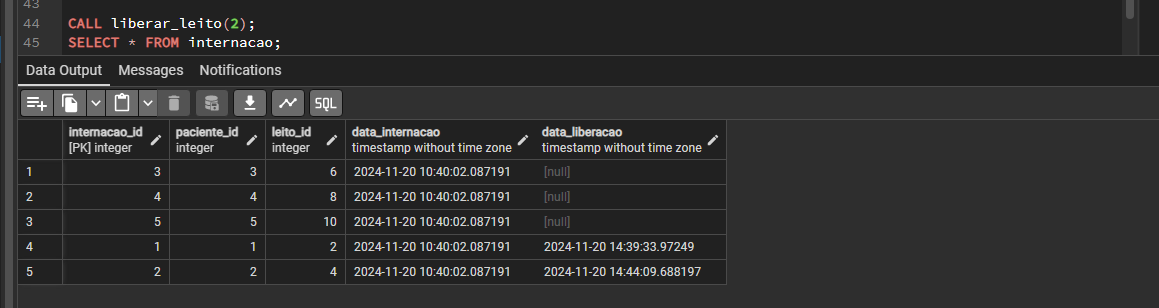 43
44 CALL liberar_leito(2);
45 SELECT * FROM internacao;
Data Output Messages Notifications
SQL
internacao_id paciente_id leito_id data_internacao data_liberacao
[PK] integer integer integer timestamp without time zone timestamp without time zone
1 3 3 6 2024-11-20 10:40:02.087191 [null]
2 4 4 8 2024-11-20 10:40:02.087191 [null]
3 5 5 10 2024-11-20 10:40:02.087191 [null]
4 1 1 2 2024-11-20 10:40:02.087191 2024-11-20 14:39:33.97249
5 2 2 4 2024-11-20 10:40:02.087191 2024-11-20 14:44:09.688197